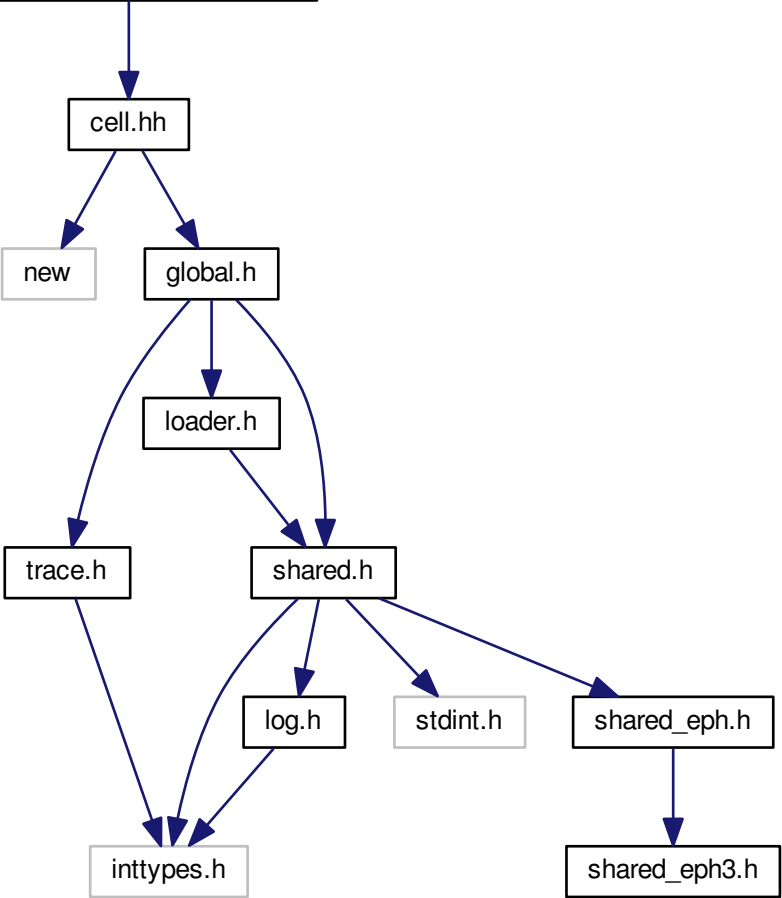 cell.hh
new
global.h
loader.h
trace.h
shared.h
log.h
stdint.h
shared_eph.h
inttypes.h
shared_eph3.h